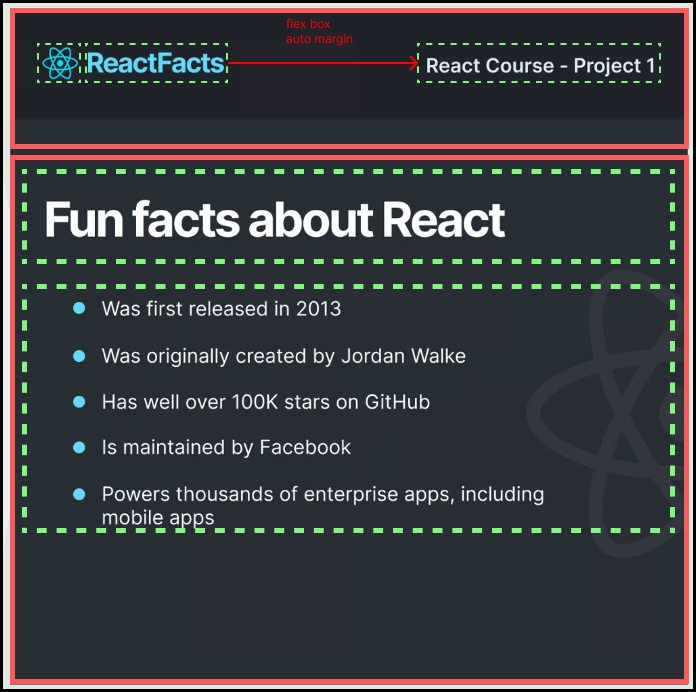 flex box
auto margin
ReactFacts
React Course - Project 1
Fun facts about React
Was first released in 2013
Was originally created by Jordan Walke
Has well over 100K stars on GitHub
Is maintained by Facebook
Powers thousands of enterprise apps, including
mobile apps